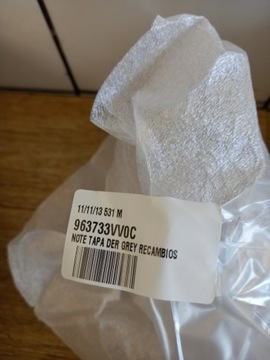 11/11/13 531 M
963733VV0C
NOTE TAPA DER GREY RECAMBIOS